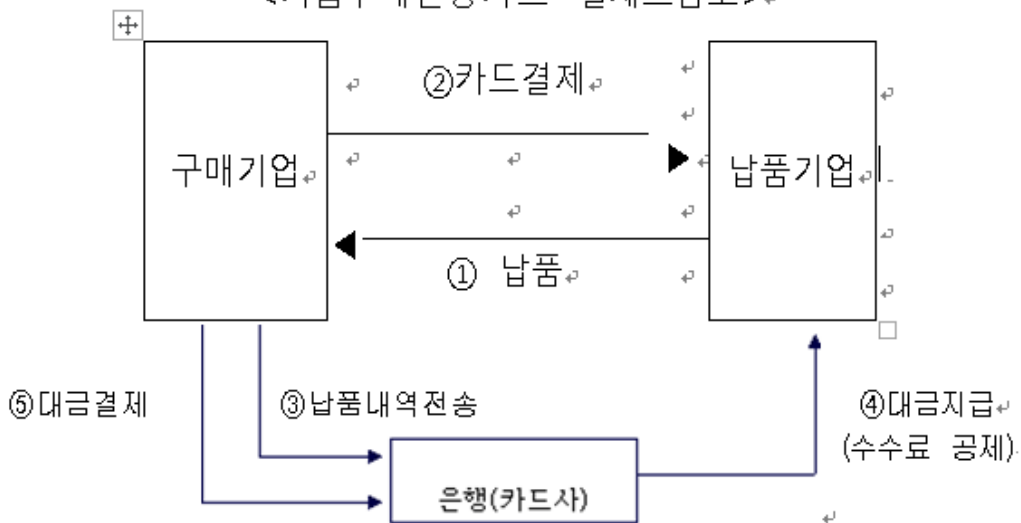 ②카드결제
구매기업
납품기업
① 납품
⑤대금결제
③납품내역전송
④대금지급
(수수료 공제)
은행(카드사)